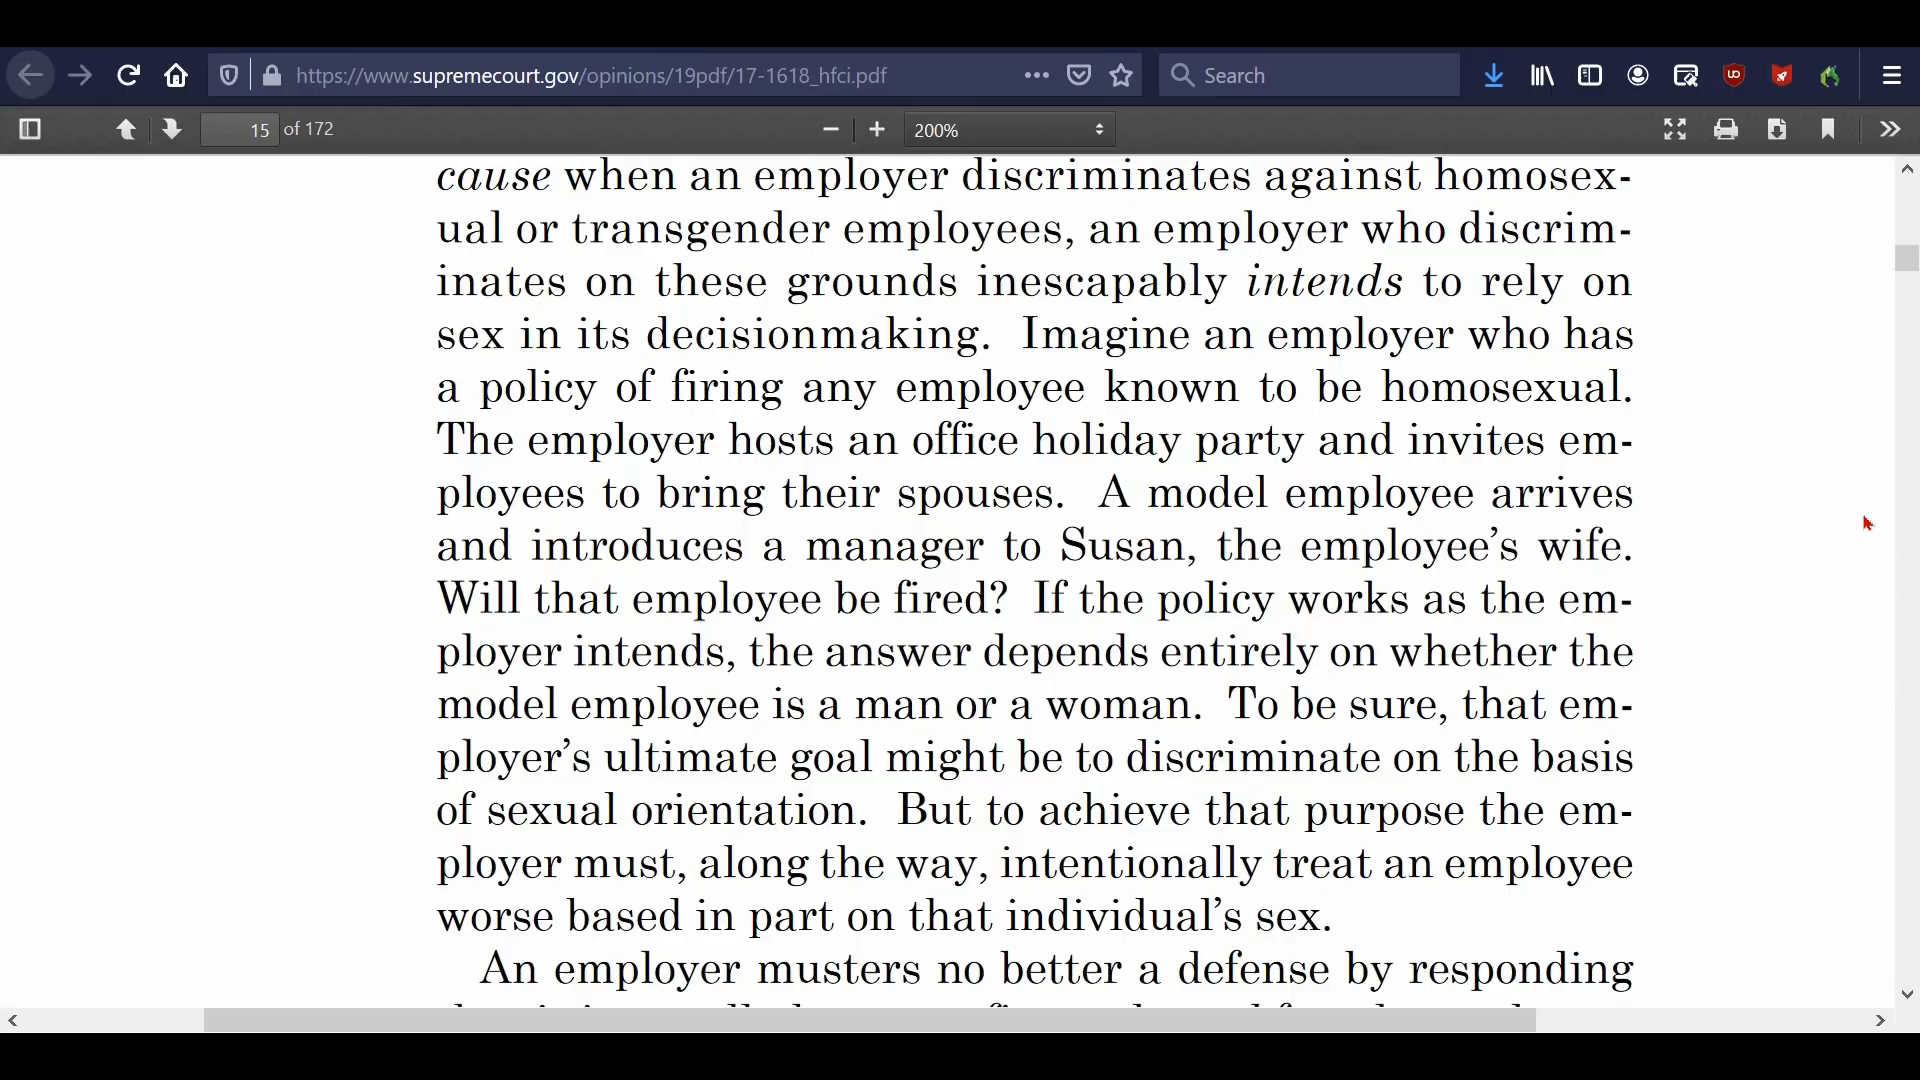 https://www.supremecourt.gov/opinions/19pdf/17-1618_hfci.pdf
Search
15 of 172
200%
cause when an employer discriminates against homosex-
ual or transgender employees, an employer who discrim-
inates on these grounds inescapably intends to rely on
sex in its decisionmaking. Imagine an employer who has
a policy of firing any employee known to be homosexual.
The employer hosts an office holiday party and invites em-
ployees to bring their spouses. A model employee arrives
and introduces a manager to Susan, the employee's wife.
Will that employee be fired? If the policy works as the em-
ployer intends, the answer depends entirely on whether the
model employee is a man or a woman. To be sure, that em-
ployer's ultimate goal might be to discriminate on the basis
of sexual orientation. But to achieve that purpose the em-
ployer must, along the way, intentionally treat an employee
worse based in part on that individual's sex.
An employer musters no better a defense by responding